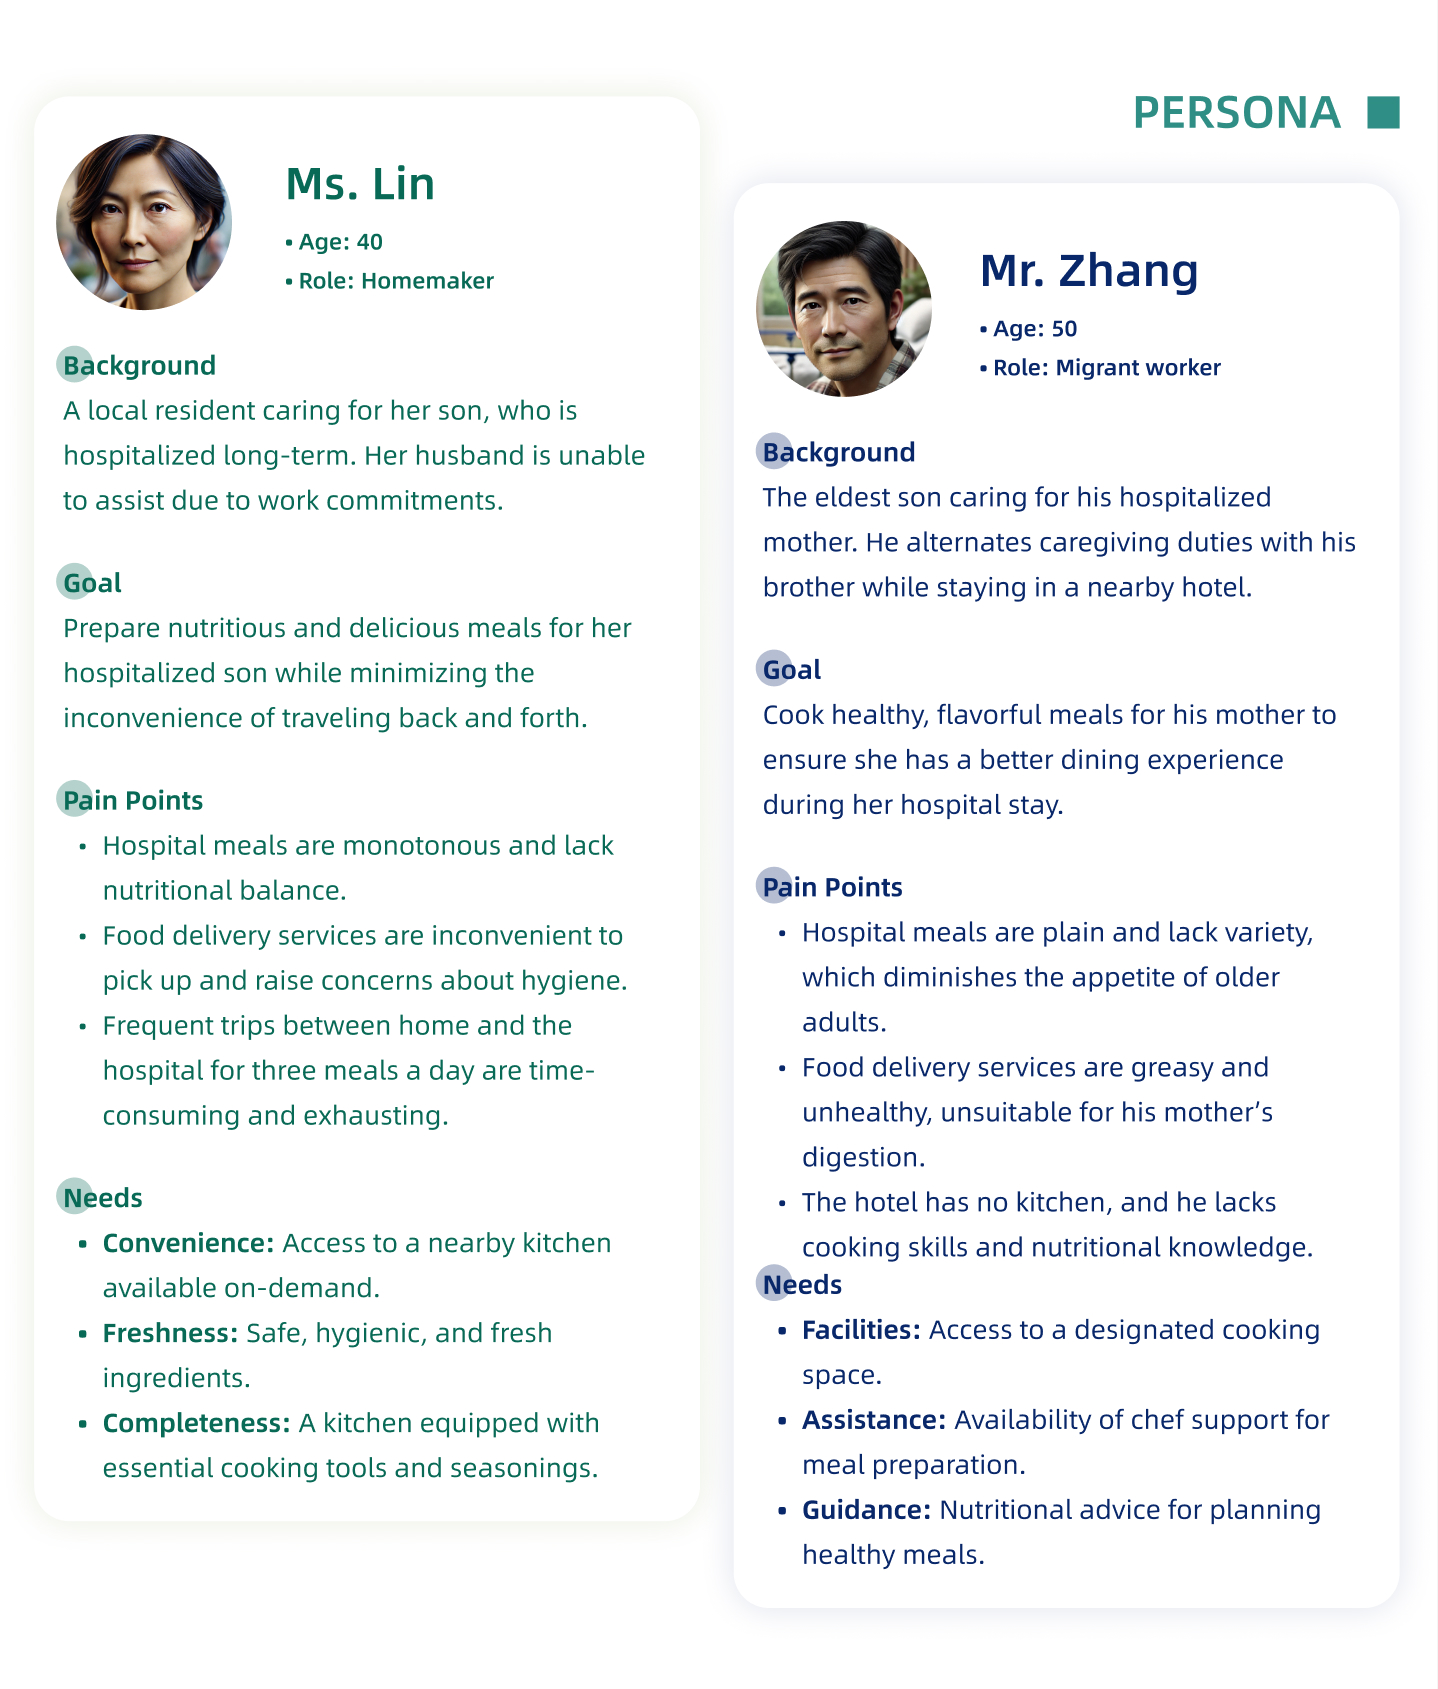 PERSONA
Ms. Lin
• Age: 40
• Role: Homemaker
Background
A local resident caring for her son, who is
hospitalized long-term. Her husband is unable
to assist due to work commitments.
Goal
Prepare nutritious and delicious meals for her
hospitalized son while minimizing the
inconvenience of traveling back and forth.
Pain Points
• Hospital meals are monotonous and lack
nutritional balance.
• Food delivery services are inconvenient to
pick up and raise concerns about hygiene.
• Frequent trips between home and the
hospital for three meals a day are time-
consuming and exhausting.
Needs
• Convenience: Access to a nearby kitchen
available on-demand.
• Freshness: Safe, hygienic, and fresh
ingredients.
• Completeness: A kitchen equipped with
essential cooking tools and seasonings.
Mr. Zhang
• Age: 50
• Role: Migrant worker
Background
The eldest son caring for his hospitalized
mother. He alternates caregiving duties with his
brother while staying in a nearby hotel.
Goal
Cook healthy, flavorful meals for his mother to
ensure she has a better dining experience
during her hospital stay.
Pain Points
• Hospital meals are plain and lack variety,
which diminishes the appetite of older
adults.
• Food delivery services are greasy and
unhealthy, unsuitable for his mother’s
digestion.
• The hotel has no kitchen, and he lacks
cooking skills and nutritional knowledge.
Needs
• Facilities: Access to a designated cooking
space.
• Assistance: Availability of chef support for
meal preparation.
• Guidance: Nutritional advice for planning
healthy meals.